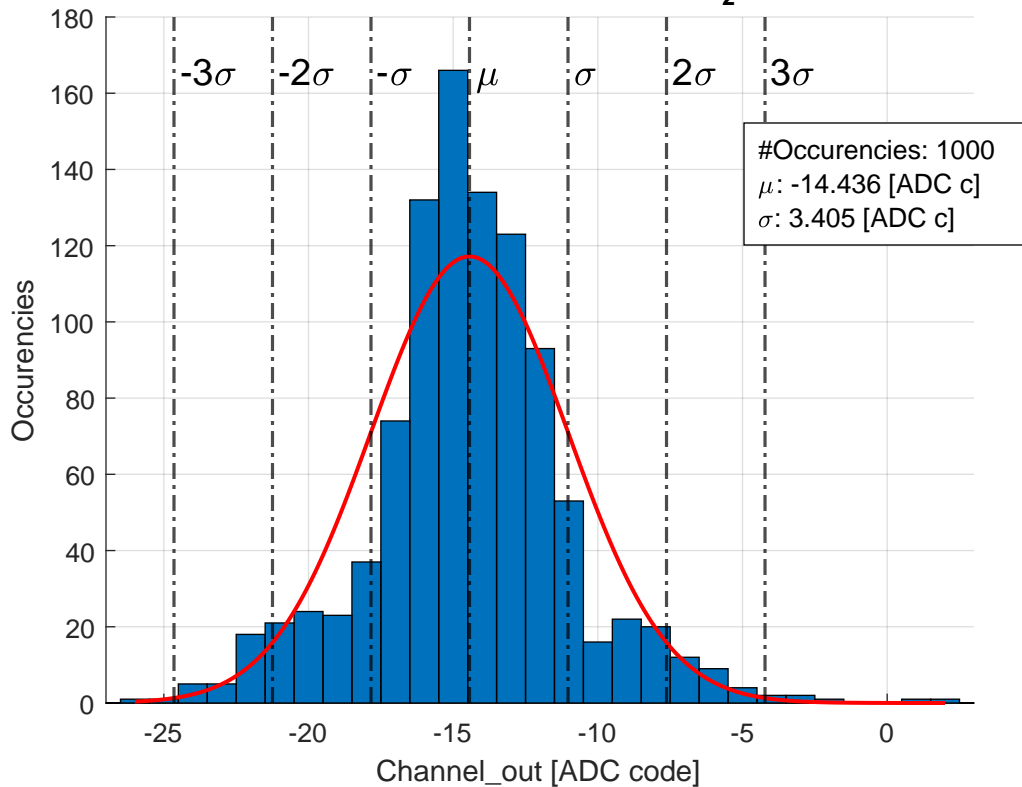 2
-3σ -2σ -σ μ σ 2σ 3σ
#Occurencies: 1000
μ: -14.436 [ADC c]
σ: 3.405 [ADC c]
180
160
140
120
100
80
60
40
20
0
Occurencies
-25 -20 -15 -10 -5 0
Channel_out [ADC code]